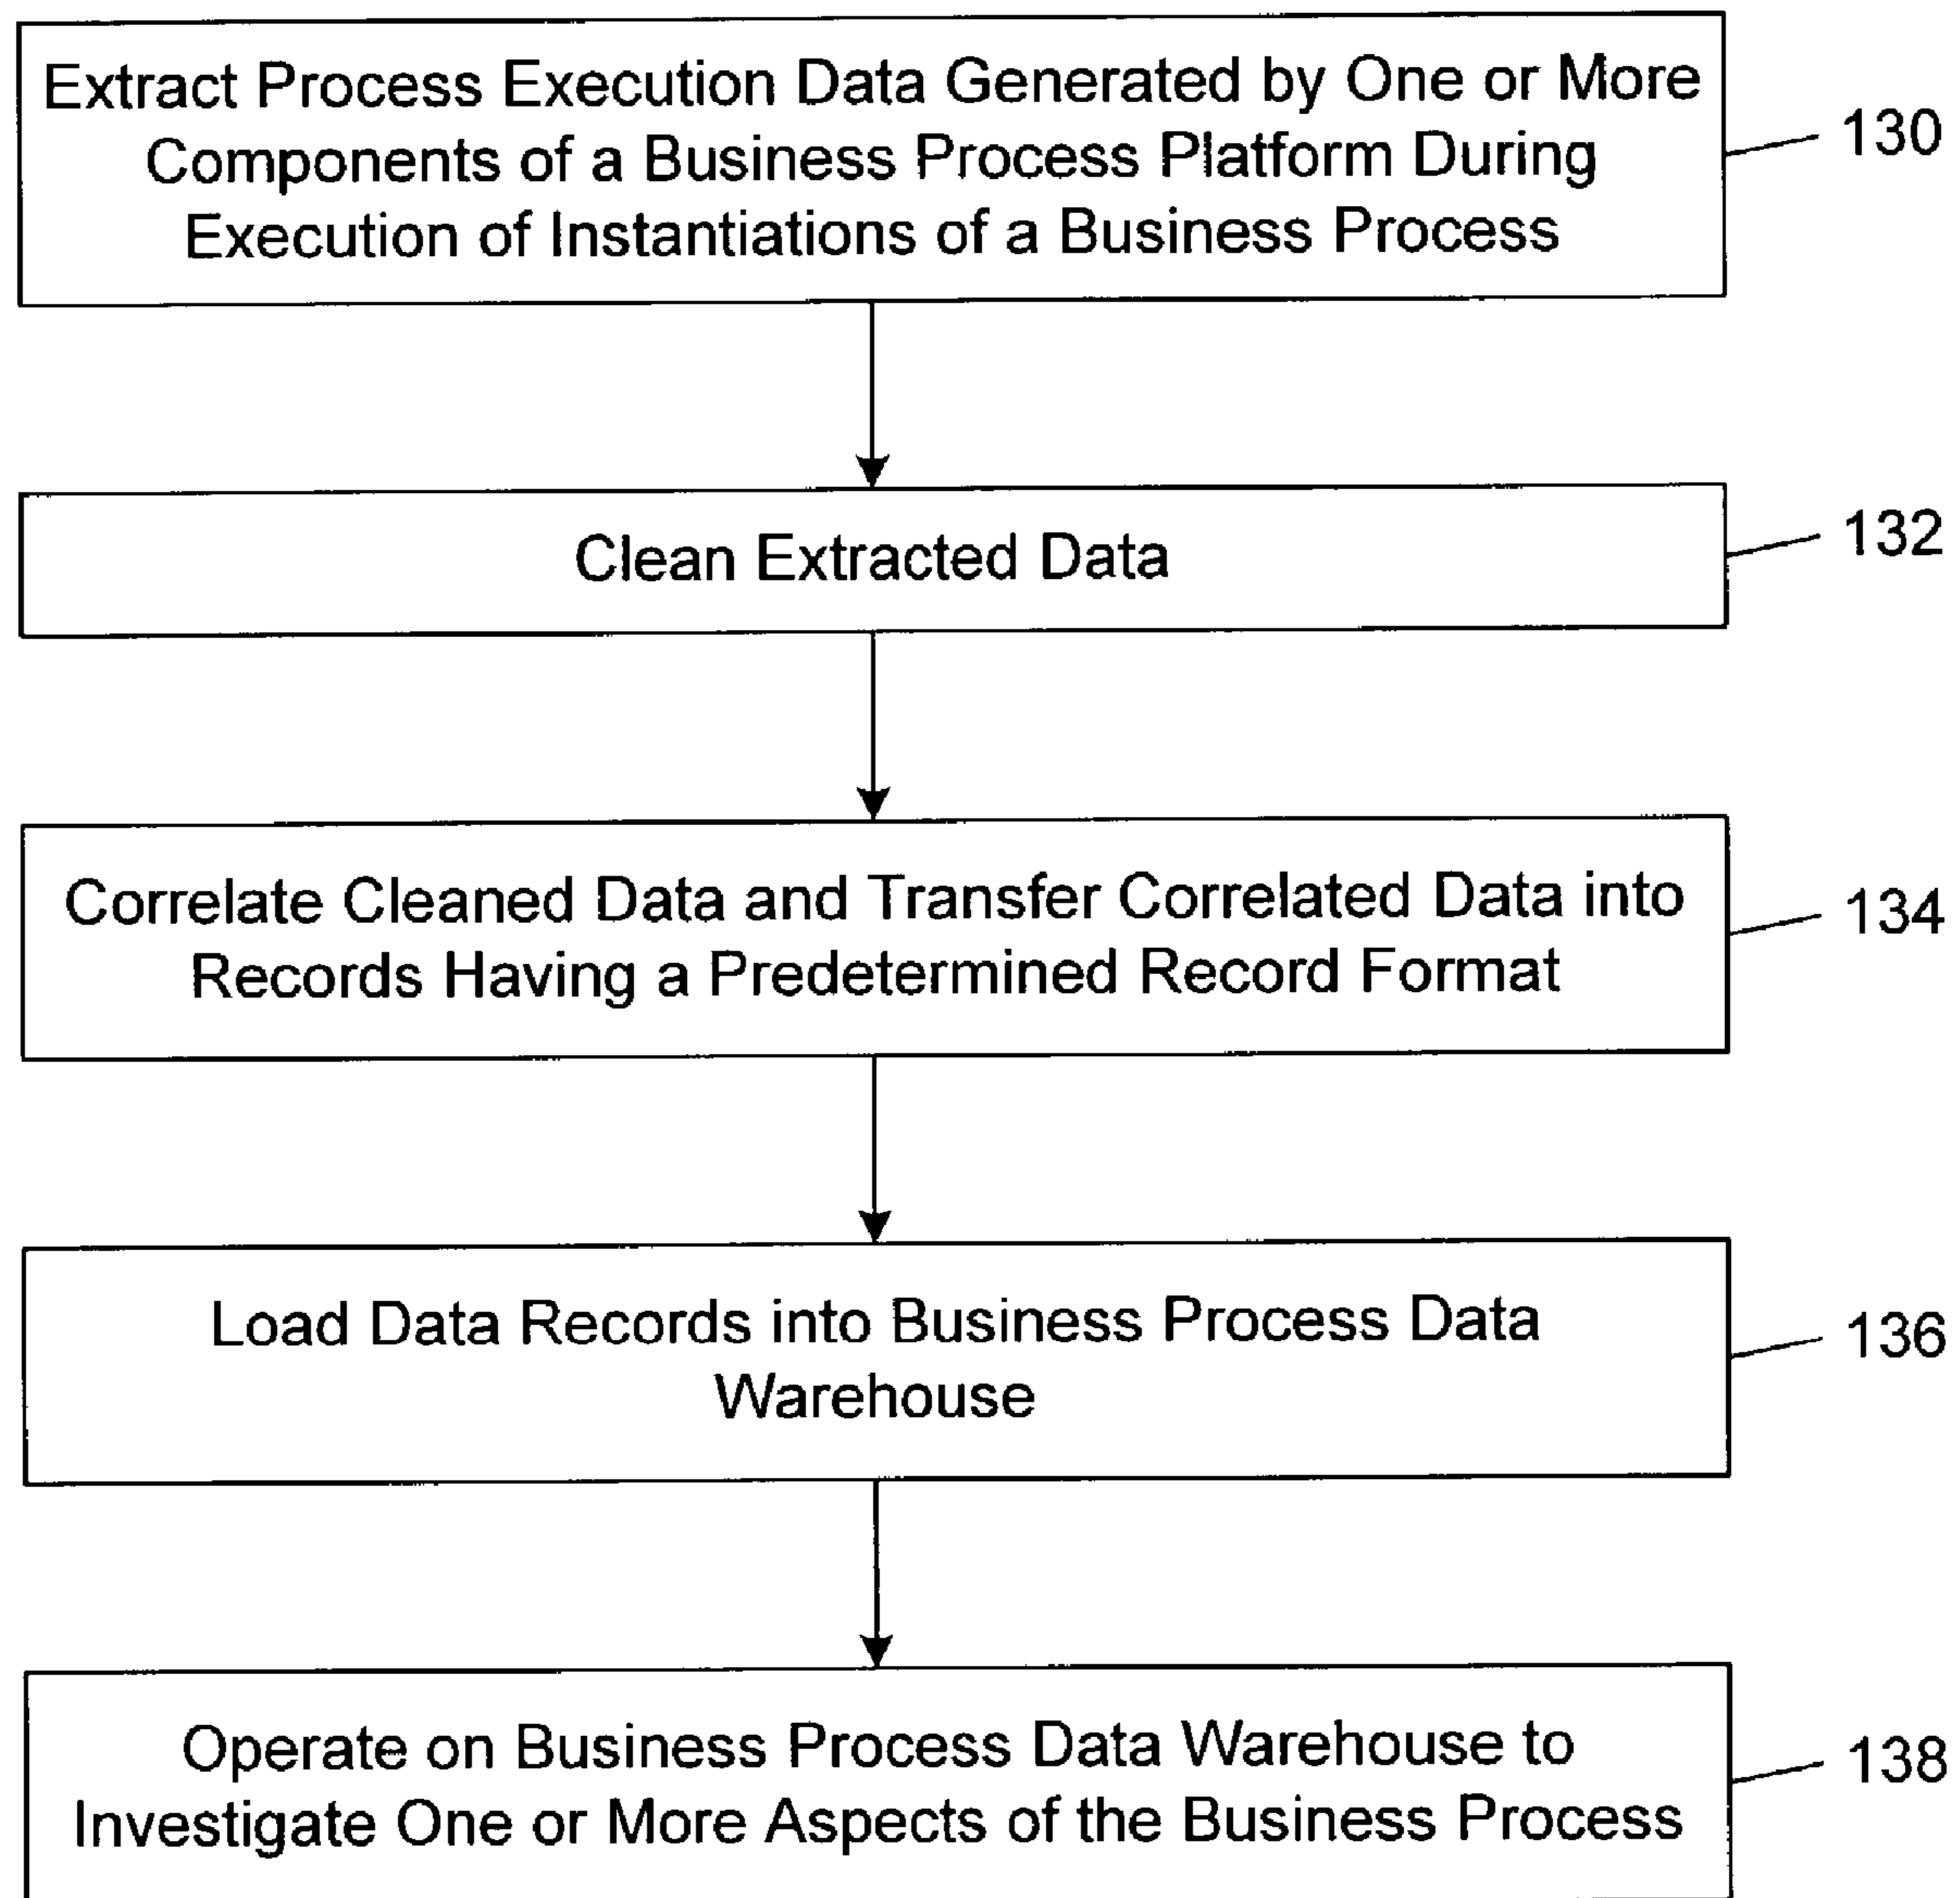 Extract Process Execution Data Generated by One or More
Components of a Business Process Platform During
Execution of Instantiations of a Business Process
130
Clean Extracted Data
132
Correlate Cleaned Data and Transfer Correlated Data into
Records Having a Predetermined Record Format
134
Load Data Records into Business Process Data
Warehouse
136
Operate on Business Process Data Warehouse to
Investigate One or More Aspects of the Business Process
138